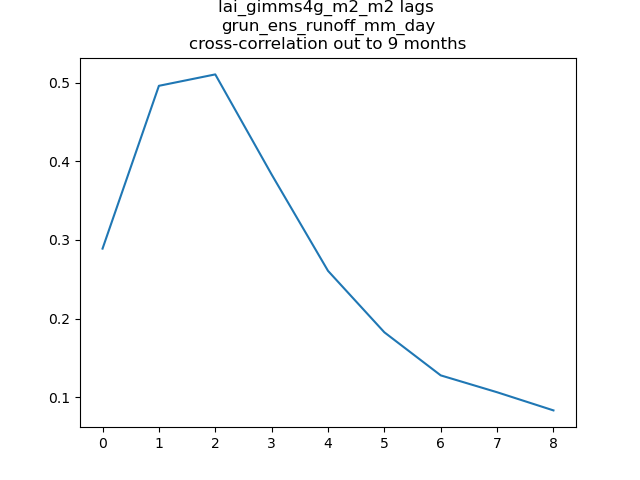 lai_gimms4g_m2_m2 lags
grun_ens_runoff_mm_day
cross-correlation out to 9 months
0.5
0.4
0.3
0.2
0.1
0 1 2 3 4 5 6 7 8